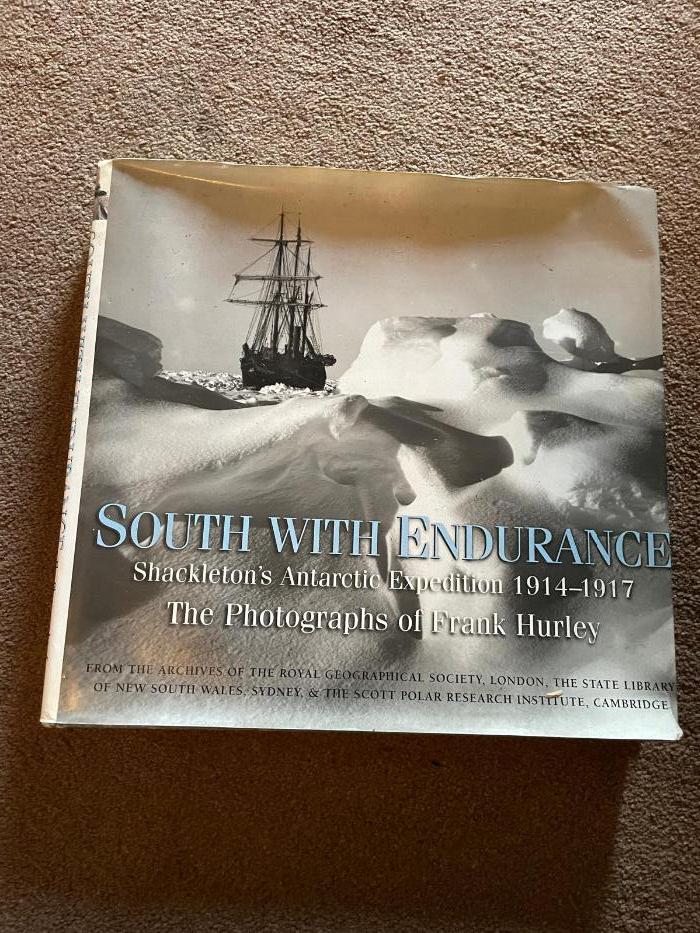 SOUTH WITH ENDURANCE
Shackleton's Antarctic Expedition 1914–1917
The Photographs of Frank Hurley
FROM THE ARCHIVES OF THE ROYAL GEOGRAPHICAL SOCIETY, LONDON, THE STATE LIBRARY
OF NEW SOUTH WALES, SYDNEY, & THE SCOTT POLAR RESEARCH INSTITUTE, CAMBRIDGE